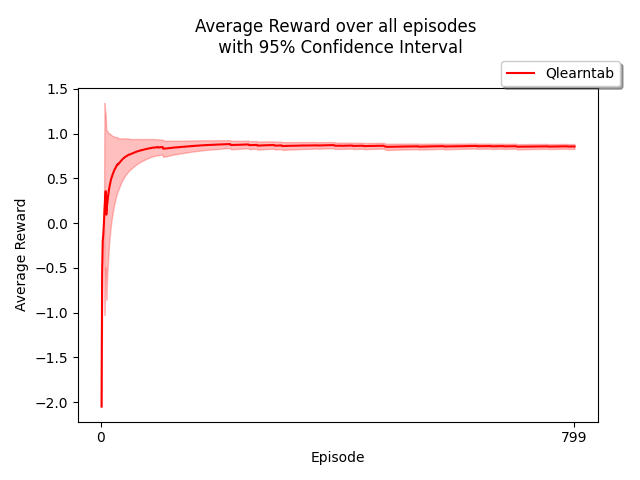 Average Reward over all episodes
with 95% Confidence Interval
Qlearntab
1.5
1.0
0.5
0.0
−0.5
−1.0
−1.5
−2.0
Average Reward
0
799
Episode